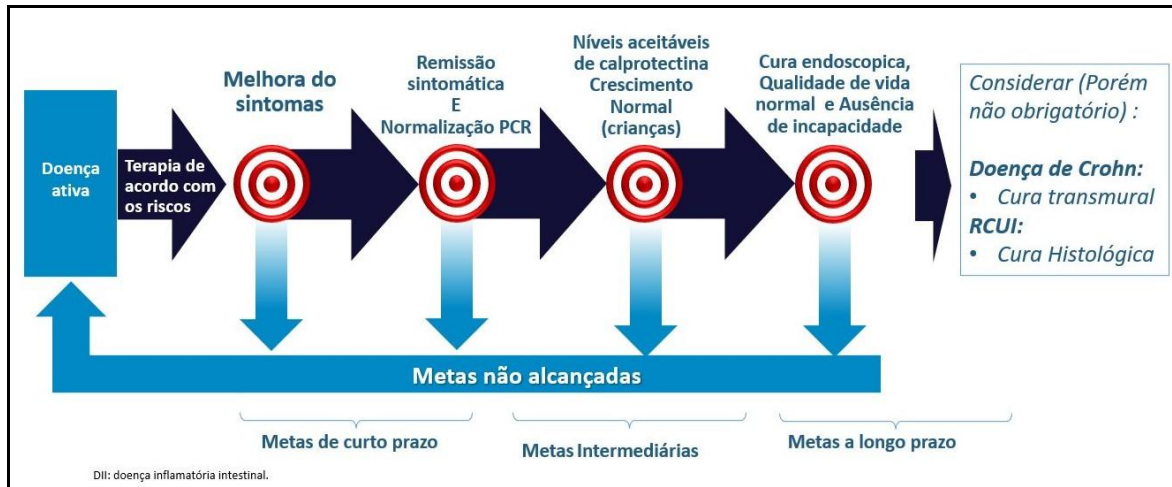 Doença
ativa
Terapia de
acordo com
os riscos
Melhora do
sintomas
Remissão
sintomática
E
Normalização PCR
Níveis aceitáveis
de calprotectina
Crescimento
Normal
(crianças)
Cura endoscopica,
Qualidade de vida
normal e Ausência
de incapacidade
Considerar (Porém
não obrigatório) :
Doença de Crohn:
• Cura transmural
RCUI:
• Cura Histológica
Metas não alcançadas
Metas de curto prazo
Metas Intermediárias
Metas a longo prazo
DII: doença inflamatória intestinal.